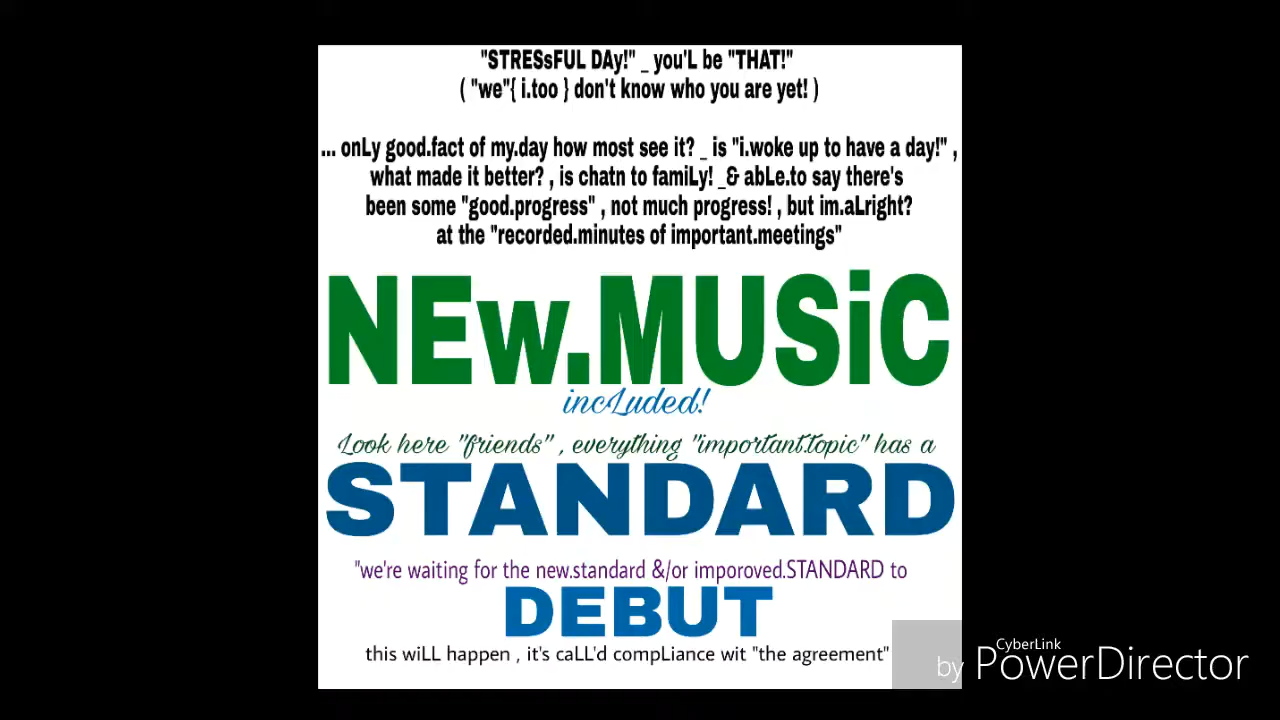 "STRESsFUL DAy!" _ you'L be "THAT!"
( "we"{ i.too } don't know who you are yet! )
... onLy good.fact of my.day how most see it? _ is "i.woke up to have a day!" ,
what made it better? , is chatn to famiLy! _& abLe.to say there's
been some "good.progress" , not much progress! , but im.aLright?
at the "recorded.minutes of important.meetings"
NEw.MUSiC
incLuded!
Look here "friends" , everything "important.topic" has a
STANDARD
"we're waiting for the new.standard &/or imporoved.STANDARD to
DEBUT
this wiLL happen , it's caLL'd compLiance wit "the agreement"
CyberLink
by PowerDirector